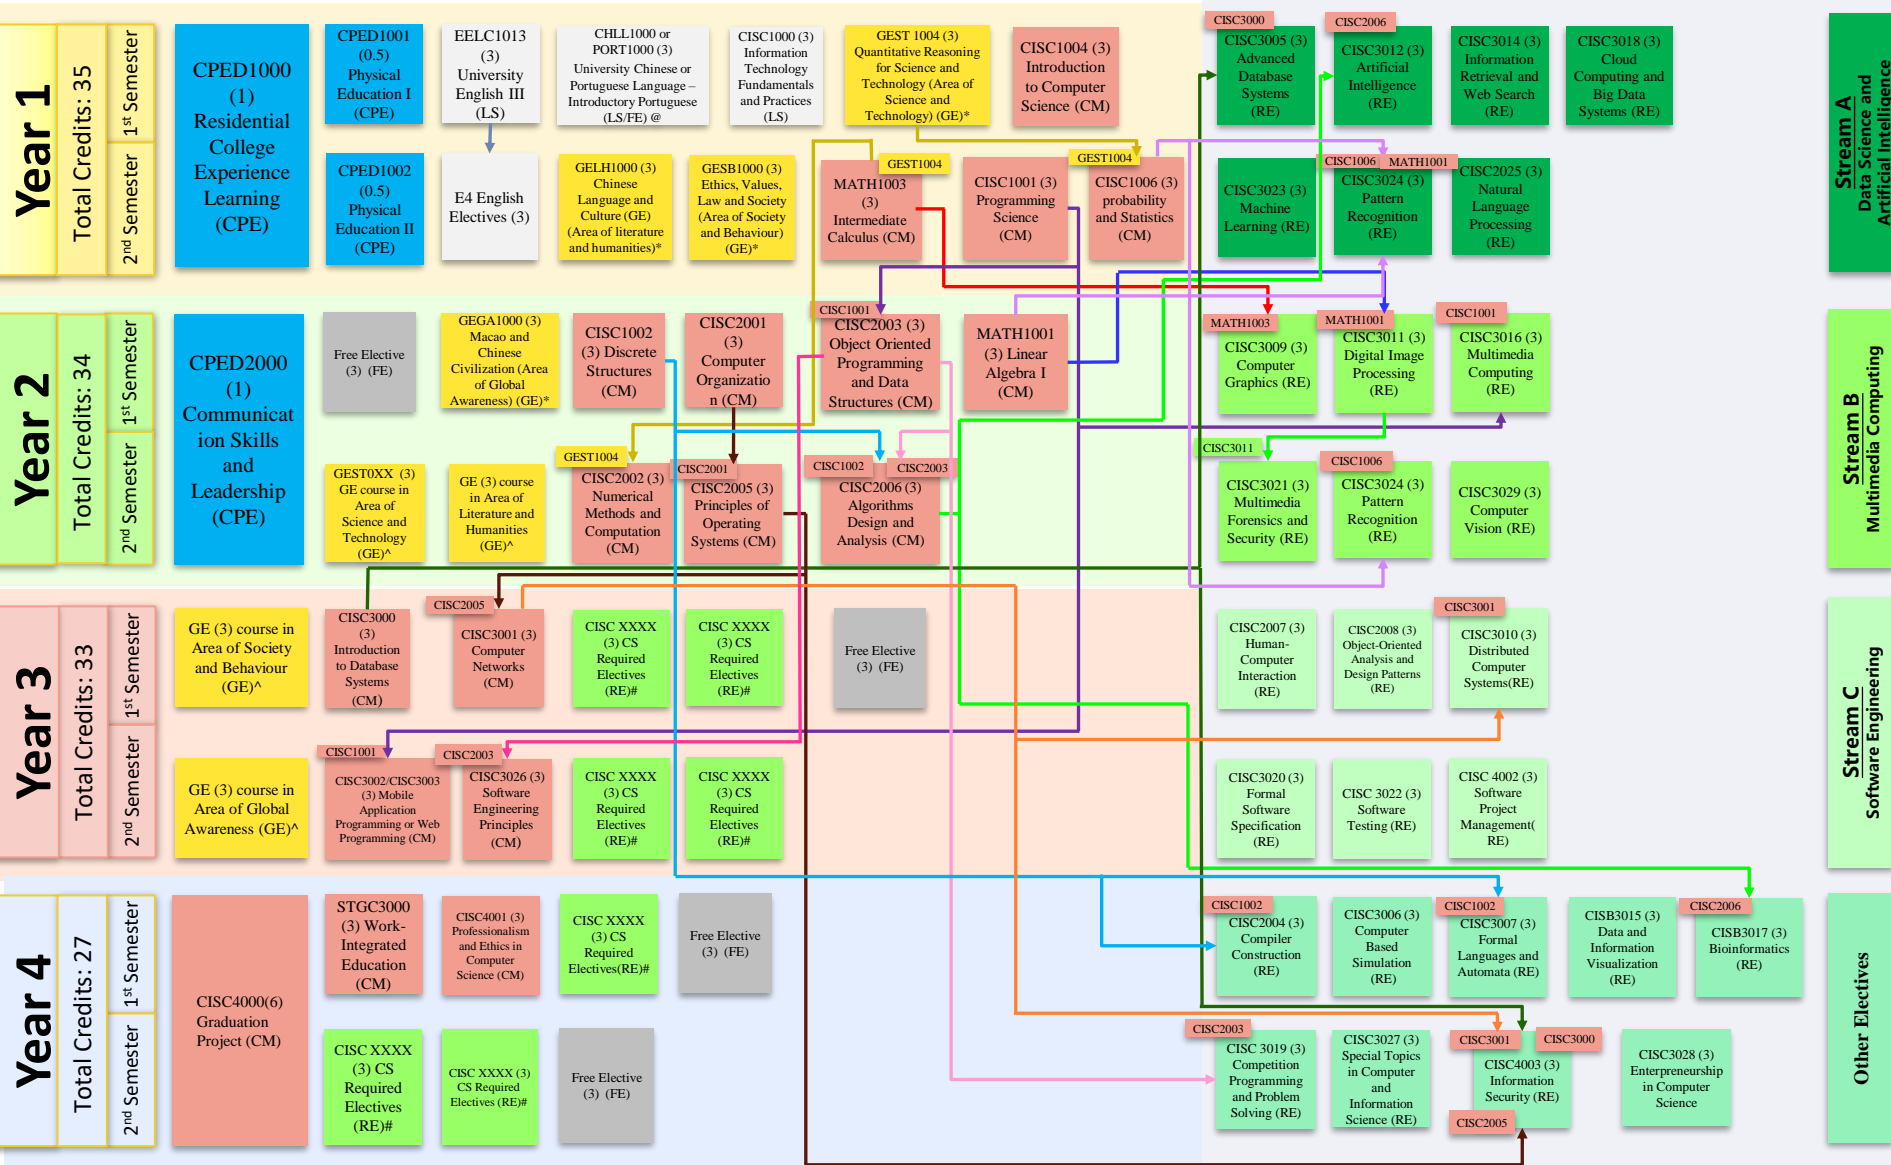 Year 1
Total Credits: 35
1st Semester
2nd Semester
CPED1000
(1)
Residential
College
Experience
Learning
(CPE)
CPED1001
(0.5)
Physical
Education I
(CPE)
EELC1013
(3)
University
English III
(LS)
CHLL1000 or
PORT1000 (3)
University Chinese or
Portuguese Language –
Introductory Portuguese
(LS/FE) @
CISC1000 (3)
Information
Technology
Fundamentals
and Practices
(LS)
GEST 1004 (3)
Quantitative Reasoning
for Science and
Technology (Area of
Science and
Technology) (GE)*
CISC1004 (3)
Introduction
to Computer
Science (CM)
CISC3000
CISC3005 (3)
Advanced
Database
Systems
(RE)
CISC2006
CISC3012 (3)
Artificial
Intelligence
(RE)
CISC3014 (3)
Information
Retrieval and
Web Search
(RE)
CISC3018 (3)
Cloud
Computing and
Big Data
Systems (RE)
Stream A
Data Science and
Artificial Intelligence
CPED1002
(0.5)
Physical
Education II
(CPE)
E4 English
Electives (3)
GELH1000 (3)
Chinese
Language and
Culture (GE)
(Area of literature
and humanities)*
GESB1000 (3)
Ethics, Values,
Law and Society
(Area of Society
and Behaviour)
(GE)*
GEST1004
MATH1003
(3)
Intermediate
Calculus (CM)
CISC1001 (3)
Programming
Science
(CM)
GEST1004
CISC1006 (3)
probability
and Statistics
(CM)
CISC3023 (3)
Machine
Learning (RE)
CISC1006
MATH1001
CISC3024 (3)
Pattern
Recognition
(RE)
CISC2025 (3)
Natural
Language
Processing
(RE)
Year 2
Total Credits: 34
1st Semester
2nd Semester
CPED2000
(1)
Communicat
ion Skills
and
Leadership
(CPE)
Free Elective
(3) (FE)
GEGA1000 (3)
Macao and
Chinese
Civilization (Area
of Global
Awareness) (GE)*
CISC1002
(3) Discrete
Structures
(CM)
CISC2001
(3)
Computer
Organizatio
n (CM)
CISC1001
CISC2003 (3)
Object Oriented
Programming
and Data
Structures (CM)
MATH1001
(3) Linear
Algebra I
(CM)
MATH1003
CISC3009 (3)
Computer
Graphics (RE)
MATH1001
CISC3011 (3)
Digital Image
Processing
(RE)
CISC1001
CISC3016 (3)
Multimedia
Computing
(RE)
Stream B
Multimedia Computing
GEST0XX (3)
GE course in
Area of
Science and
Technology
(GE)^
GE (3) course
in Area of
Literature and
Humanities
(GE)^
GEST1004
CISC2002 (3)
Numerical
Methods and
Computation
(CM)
CISC2001
CISC2005 (3)
Principles of
Operating
Systems (CM)
CISC1002
CISC2003
CISC2006 (3)
Algorithms
Design and
Analysis (CM)
CISC3011
CISC3021 (3)
Multimedia
Forensics and
Security (RE)
CISC1006
CISC3024 (3)
Pattern
Recognition
(RE)
CISC3029 (3)
Computer
Vision (RE)
Year 3
Total Credits: 33
1st Semester
2nd Semester
GE (3) course in
Area of Society
and Behaviour
(GE)^
CISC3000
(3)
Introduction
to Database
Systems
(CM)
CISC2005
CISC3001 (3)
Computer
Networks
(CM)
CISC XXXX
(3) CS
Required
Electives
(RE)#
CISC XXXX
(3) CS
Required
Electives
(RE)#
Free Elective
(3) (FE)
CISC2007 (3)
Human-
Computer
Interaction
(RE)
CISC2008 (3)
Object-Oriented
Analysis and
Design Patterns
(RE)
CISC3001
CISC3010 (3)
Distributed
Computer
Systems(RE)
Stream C
Software Engineering
GE (3) course in
Area of Global
Awareness (GE)^
CISC1001
CISC3002/CISC3003
(3) Mobile
Application
Programming or Web
Programming (CM)
CISC2003
CISC3026 (3)
Software
Engineering
Principles
(CM)
CISC XXXX
(3) CS
Required
Electives
(RE)#
CISC XXXX
(3) CS
Required
Electives
(RE)#
CISC3020 (3)
Formal
Software
Specification
(RE)
CISC 3022 (3)
Software
Testing (RE)
CISC 4002 (3)
Software
Project
Management(
RE)
Year 4
Total Credits: 27
1st Semester
2nd Semester
CISC4000(6)
Graduation
Project (CM)
STGC3000
(3) Work-
Integrated
Education
(CM)
CISC4001 (3)
Professionalism
and Ethics in
Computer
Science (CM)
CISC XXXX
(3) CS
Required
Electives(RE)#
Free Elective
(3) (FE)
CISC1002
CISC2004 (3)
Compiler
Construction
(RE)
CISC3006 (3)
Computer
Based
Simulation
(RE)
CISC1002
CISC3007 (3)
Formal
Languages and
Automata (RE)
CISB3015 (3)
Data and
Information
Visualization
(RE)
CISC2006
CISB3017 (3)
Bioinformatics
(RE)
Other Electives
CISC XXXX
(3) CS
Required
Electives
(RE)#
CISC XXXX (3)
CS Required
Electives (RE)#
Free Elective
(3) (FE)
CISC2003
CISC 3019 (3)
Competition
Programming
and Problem
Solving (RE)
CISC3027 (3)
Special Topics
in Computer
and
Information
Science (RE)
CISC3001
CISC3000
CISC4003 (3)
Information
Security (RE)
CISC2005
CISC3028 (3)
Enterpreneurship
in Computer
Science